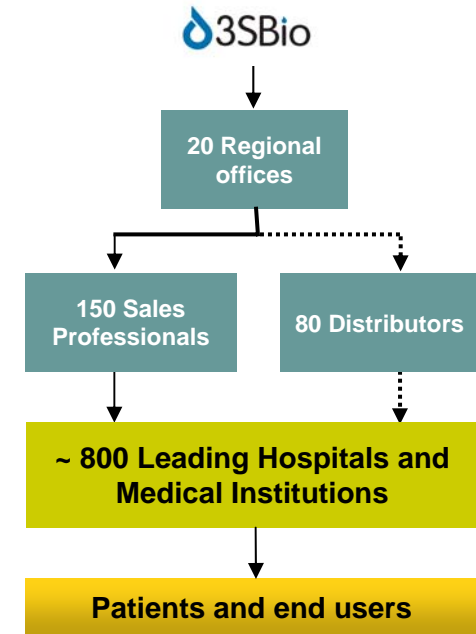 3SBio
20 Regional
offices
150 Sales
Professionals
80 Distributors
~ 800 Leading Hospitals and
Medical Institutions
Patients and end users